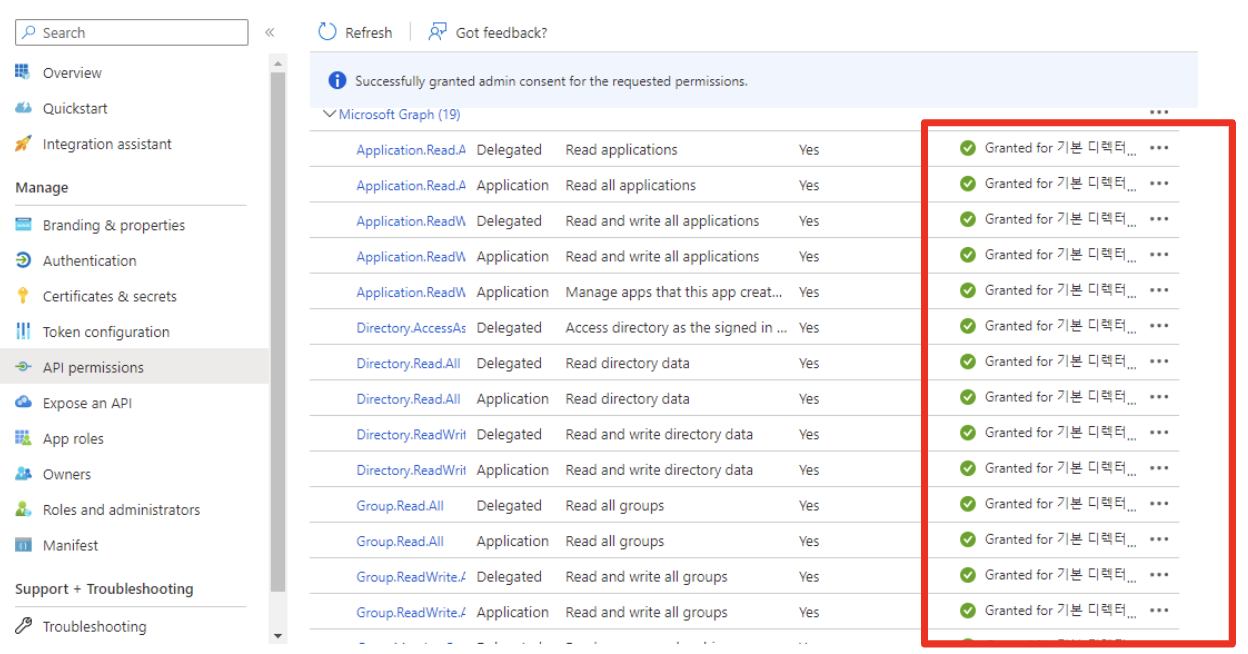 Search
«
Refresh
Got feedback?
Overview
Quickstart
Integration assistant
Manage
Branding & properties
Authentication
Certificates & secrets
Token configuration
API permissions
Expose an API
App roles
Owners
Roles and administrators
Manifest
Support + Troubleshooting
Troubleshooting
Successfully granted admin consent for the requested permissions.
Microsoft Graph (19) ...
Application.Read.A Delegated Read applications Yes Granted for 기본 디렉터... ...
Application.Read.A Application Read all applications Yes Granted for 기본 디렉터... ...
Application.ReadW Delegated Read and write all applications Yes Granted for 기본 디렉터... ...
Application.ReadW Application Read and write all applications Yes Granted for 기본 디렉터... ...
Application.ReadW Application Manage apps that this app creat... Yes Granted for 기본 디렉터... ...
Directory.AccessAs Delegated Access directory as the signed in ... Yes Granted for 기본 디렉터... ...
Directory.Read.All Delegated Read directory data Yes Granted for 기본 디렉터... ...
Directory.Read.All Application Read directory data Yes Granted for 기본 디렉터... ...
Directory.ReadWrit Delegated Read and write directory data Yes Granted for 기본 디렉터... ...
Directory.ReadWrit Application Read and write directory data Yes Granted for 기본 디렉터... ...
Group.Read.All Delegated Read all groups Yes Granted for 기본 디렉터... ...
Group.Read.All Application Read all groups Yes Granted for 기본 디렉터... ...
Group.ReadWrite.A Delegated Read and write all groups Yes Granted for 기본 디렉터... ...
Group.ReadWrite.A Application Read and write all groups Yes Granted for 기본 디렉터... ...